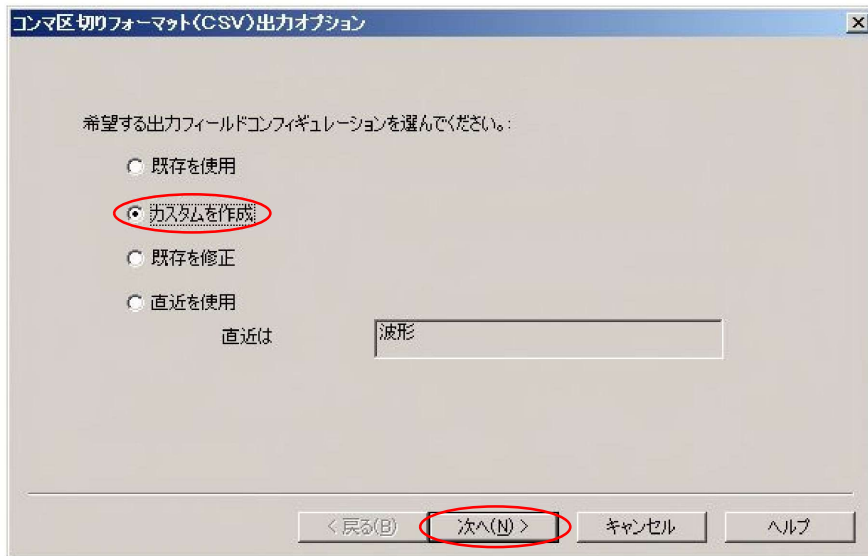 コンマ区切りフォーマット(CSV)出力オプション
希望する出力フィールドコンフィギュレーションを選んでください。:
既存を使用
カスタムを作成
既存を修正
直近を使用
直近は 波形
< 戻る(B) 次へ(N) > キャンセル ヘルプ